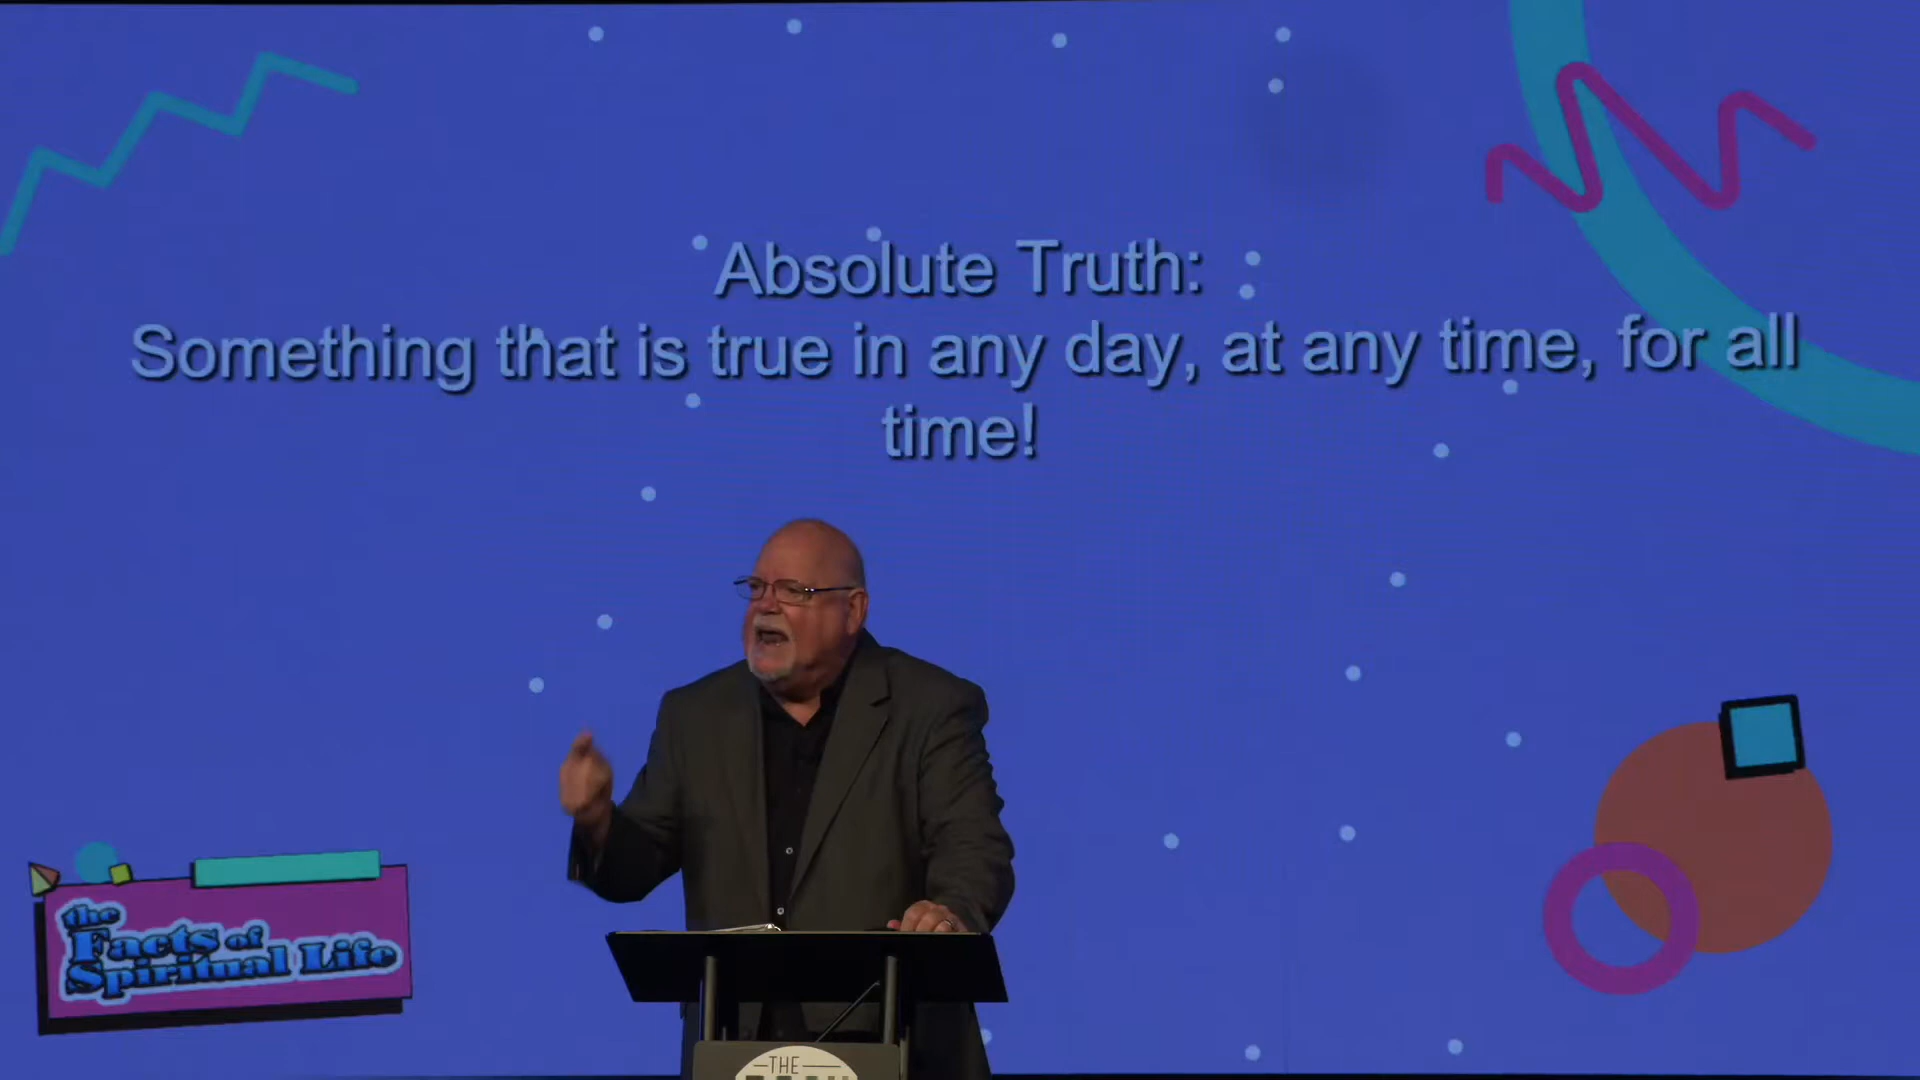 Absolute Truth:
Something that is true in any day, at any time, for all
time!
the
Facts of
Spiritual Life
THE